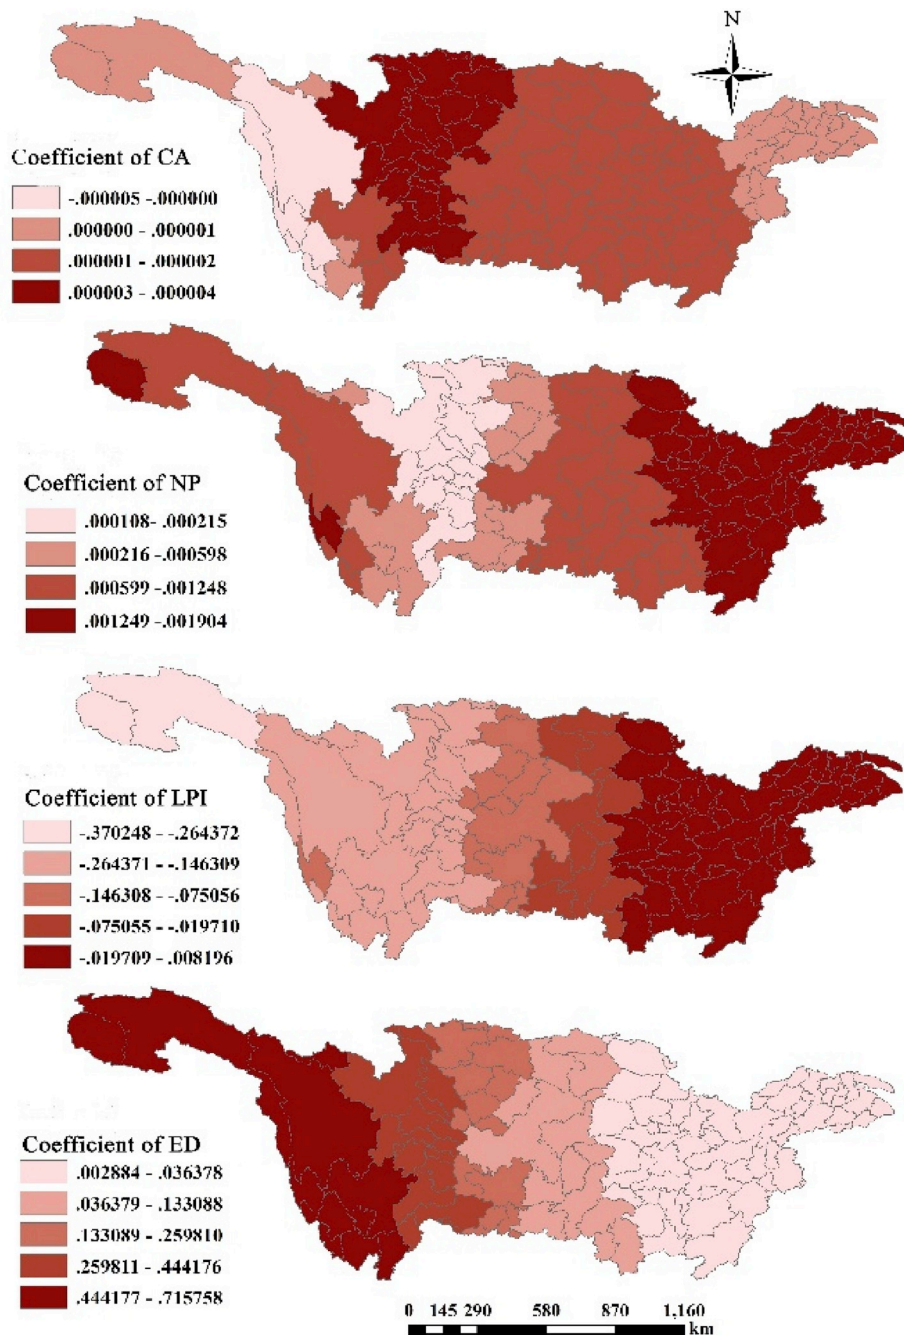 N
Coefficient of CA
-.000005 - .000000
.000000 - .000001
.000001 - .000002
.000003 - .000004
Coefficient of NP
.000108- .000215
.000216 - .000598
.000599 - .001248
.001249 - .001904
Coefficient of LPI
-.370248 - -.264372
-.264371 - -.146309
-.146308 - -.075056
-.075055 - -.019710
-.019709 - .008196
Coefficient of ED
.002884 - .036378
.036379 - .133088
.133089 - .259810
.259811 - .444176
.444177 - .715758
0 145 290 580 870 1,160
km